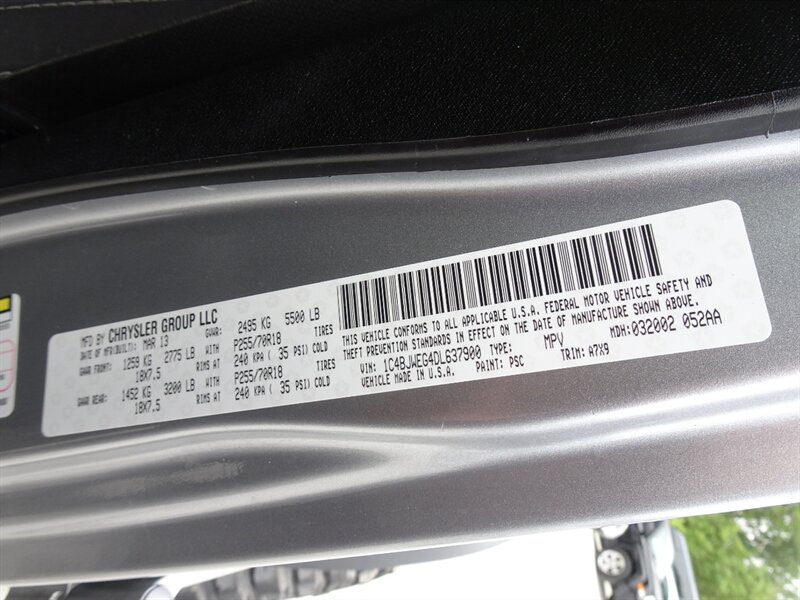 MFD BY CHRYSLER GROUP LLC
DATE OF MFR(BUILT): MAR 13 GVWR: 2495 KG 5500 LB
GAWR FRONT: 1259 KG 2775 LB WITH P255/70R18 TIRES
18X7.5 RIMS AT 240 KPA ( 35 PSI) COLD
GAWR REAR: 1452 KG 3200 LB WITH P255/70R18 TIRES
18X7.5 RIMS AT 240 KPA ( 35 PSI) COLD
THIS VEHICLE CONFORMS TO ALL APPLICABLE U.S.A. FEDERAL MOTOR VEHICLE SAFETY AND
THEFT PREVENTION STANDARDS IN EFFECT ON THE DATE OF MANUFACTURE SHOWN ABOVE.
VIN: 1C4BJWEG4DL637900 TYPE: MPV MDH: 032002 052AA
VEHICLE MADE IN U.S.A. PAINT: PSC TRIM: A7X9